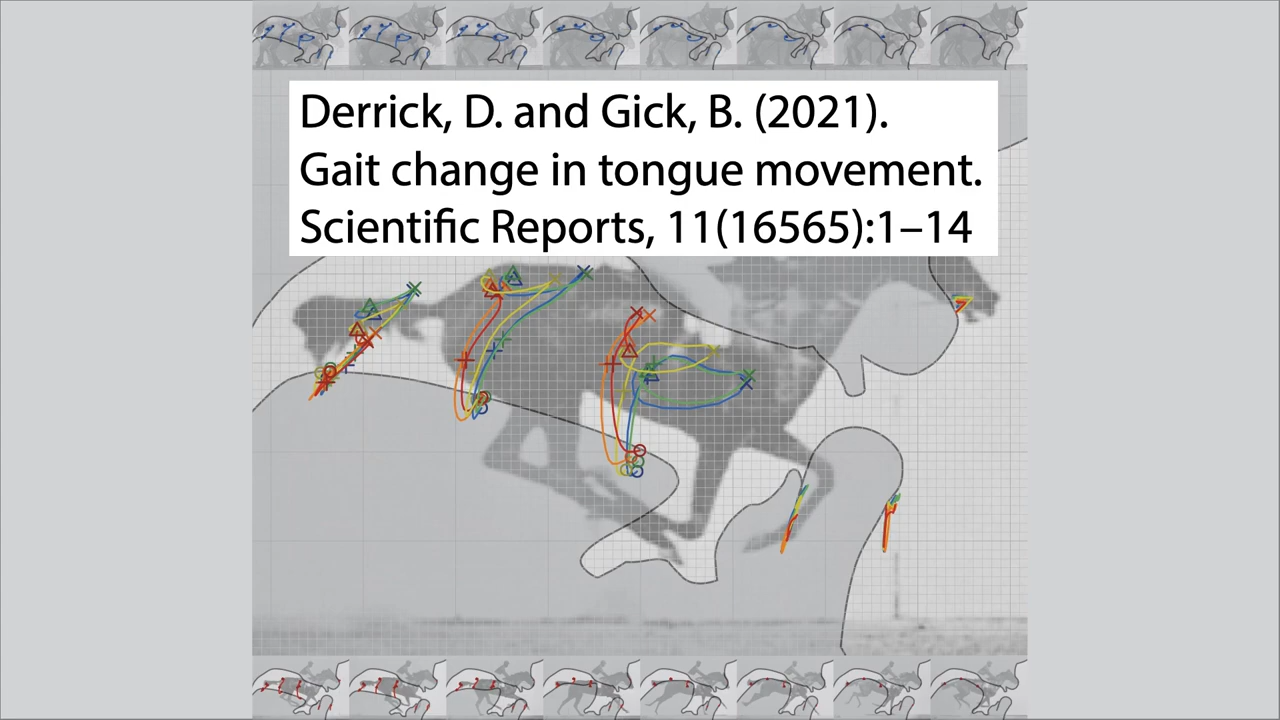 Derrick, D. and Gick, B. (2021).
Gait change in tongue movement.
Scientific Reports, 11(16565):1–14